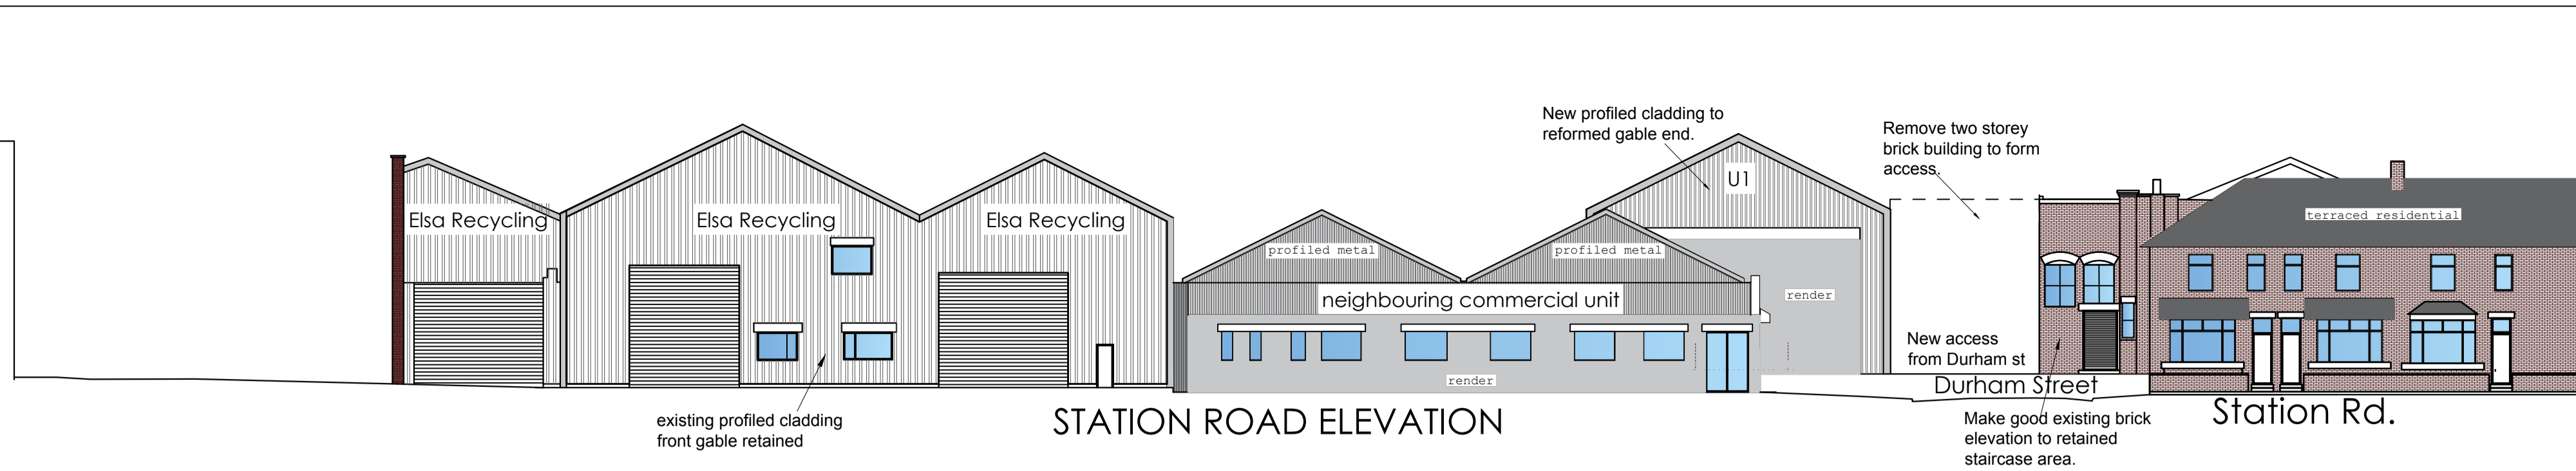 New profiled cladding to
reformed gable end.
Remove two storey
brick building to form
access.
U1
Elsa Recycling
Elsa Recycling
Elsa Recycling
terraced residential
profiled metal
profiled metal
neighbouring commercial unit
render
render
New access
from Durham st
Durham Street
existing profiled cladding
front gable retained
STATION ROAD ELEVATION
Station Rd.
Make good existing brick
elevation to retained
staircase area.